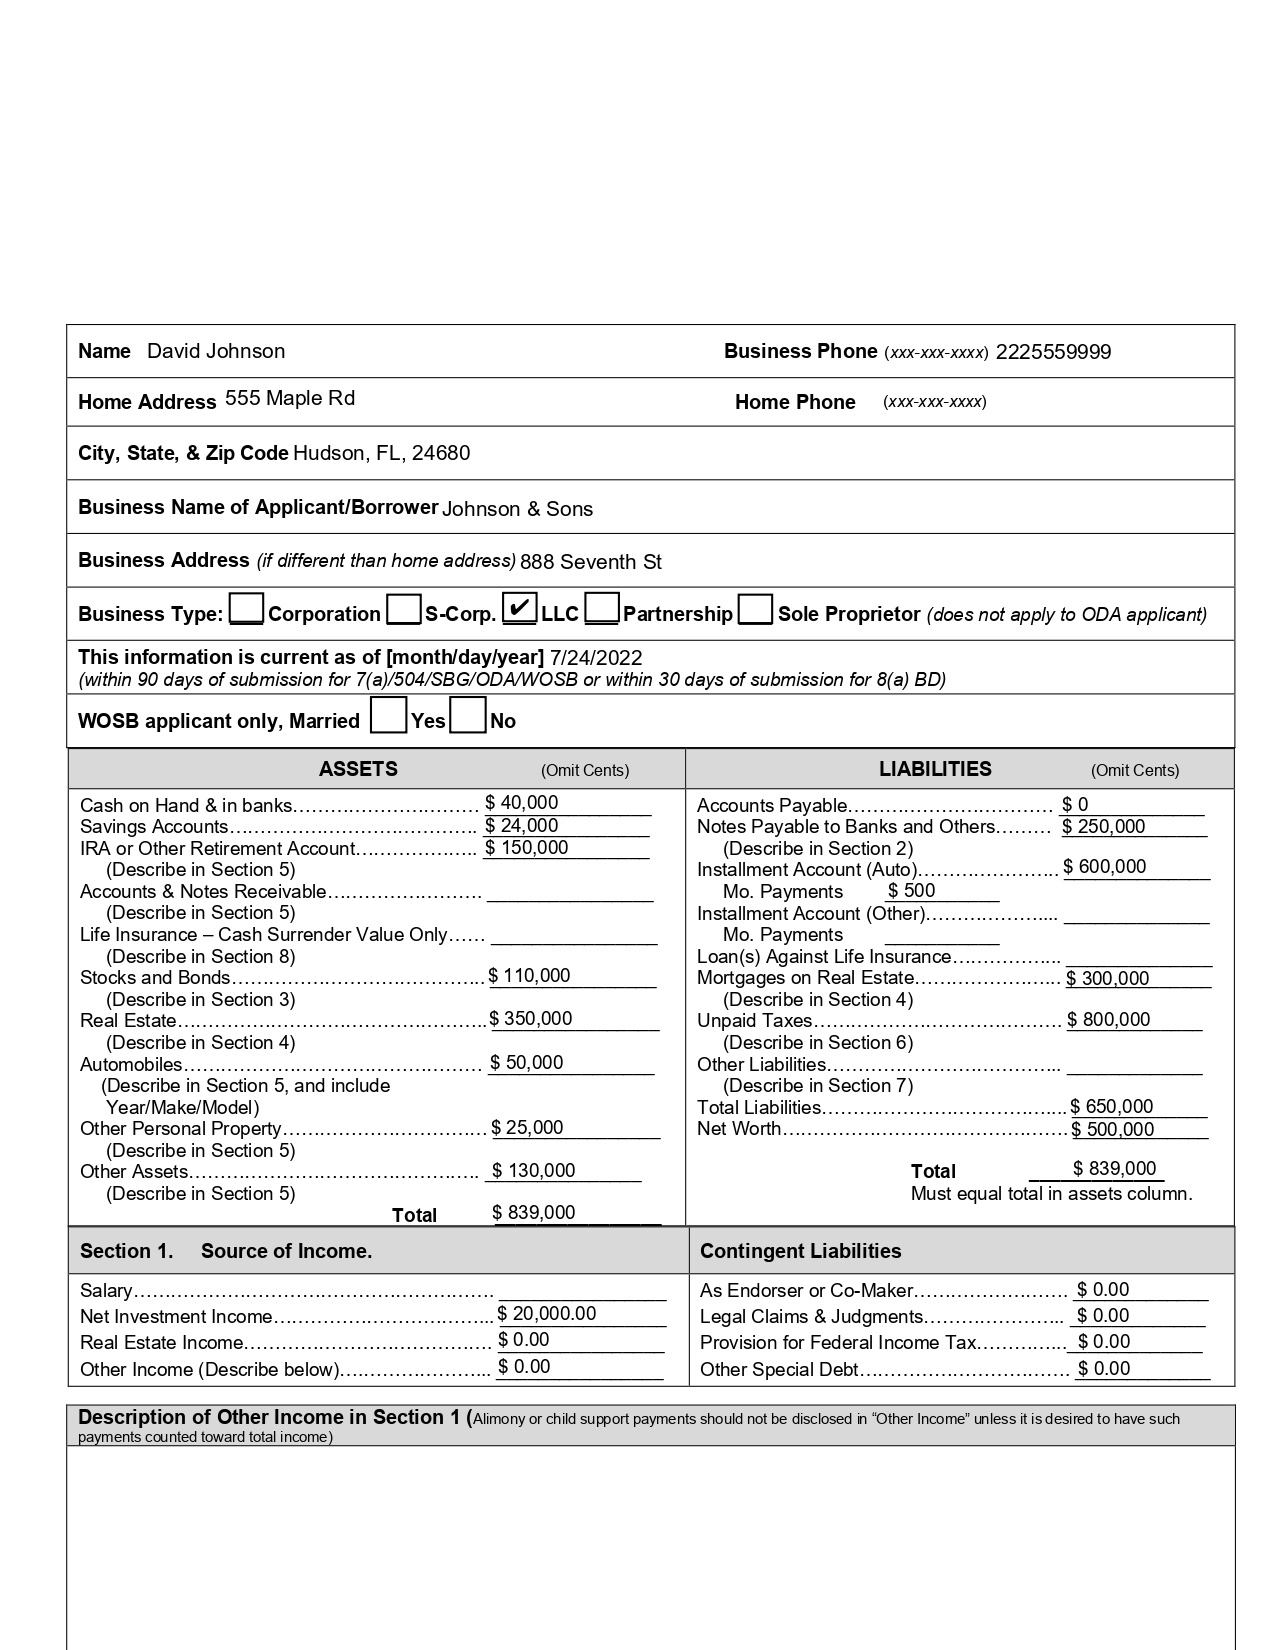 Name David Johnson Business Phone (xxx-xxx-xxxx) 2225559999
Home Address 555 Maple Rd Home Phone (xxx-xxx-xxxx)
City, State, & Zip Code Hudson, FL, 24680
Business Name of Applicant/Borrower Johnson & Sons
Business Address (if different than home address) 888 Seventh St
Business Type: Corporation S-Corp. ✔ LLC Partnership Sole Proprietor (does not apply to ODA applicant)
This information is current as of [month/day/year] 7/24/2022
(within 90 days of submission for 7(a)/504/SBG/ODA/WOSB or within 30 days of submission for 8(a) BD)
WOSB applicant only, Married Yes No
ASSETS (Omit Cents)
Cash on Hand & in banks………………………… $ 40,000
Savings Accounts………………………………….. $ 24,000
IRA or Other Retirement Account……………….. $ 150,000
(Describe in Section 5)
Accounts & Notes Receivable……………………
(Describe in Section 5)
Life Insurance – Cash Surrender Value Only……
(Describe in Section 8)
Stocks and Bonds………………………………….. $ 110,000
(Describe in Section 3)
Real Estate………………………………………….. $ 350,000
(Describe in Section 4)
Automobiles………………………………………… $ 50,000
(Describe in Section 5, and include
Year/Make/Model)
Other Personal Property…………………………… $ 25,000
(Describe in Section 5)
Other Assets……………………………………….. $ 130,000
(Describe in Section 5)
Total $ 839,000
LIABILITIES (Omit Cents)
Accounts Payable…………………………… $ 0
Notes Payable to Banks and Others……… $ 250,000
(Describe in Section 2)
Installment Account (Auto)………………….. $ 600,000
Mo. Payments $ 500
Installment Account (Other)………………....
Mo. Payments
Loan(s) Against Life Insurance………………..
Mortgages on Real Estate………………….. $ 300,000
(Describe in Section 4)
Unpaid Taxes………………………………… $ 800,000
(Describe in Section 6)
Other Liabilities………………………………..
(Describe in Section 7)
Total Liabilities………………………………… $ 650,000
Net Worth……………………………………… $ 500,000
Total $ 839,000
Must equal total in assets column.
Section 1. Source of Income.
Salary…………………………………………………
Net Investment Income……………………………... $ 20,000.00
Real Estate Income…………………………………. $ 0.00
Other Income (Describe below)…………………... $ 0.00
Contingent Liabilities
As Endorser or Co-Maker……………………. $ 0.00
Legal Claims & Judgments………………….. $ 0.00
Provision for Federal Income Tax………….. $ 0.00
Other Special Debt…………………………… $ 0.00
Description of Other Income in Section 1 (Alimony or child support payments should not be disclosed in “Other Income” unless it is desired to have such
payments counted toward total income)